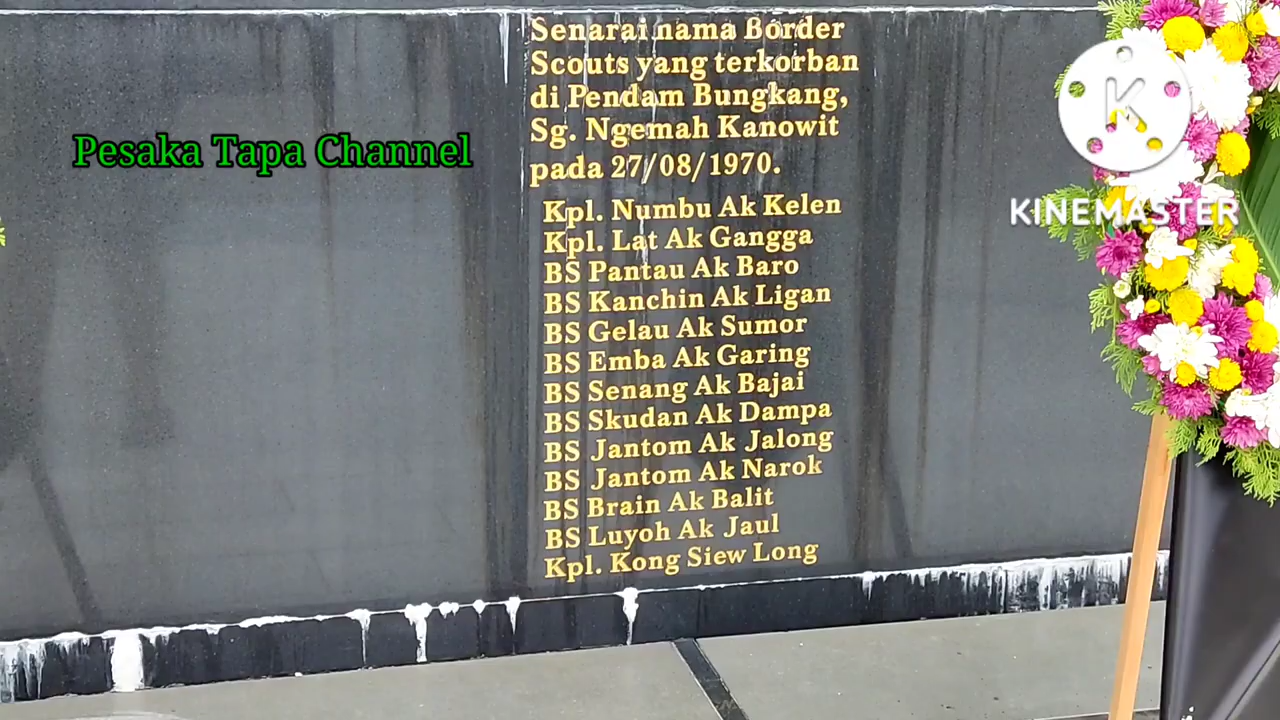 Senarai nama Border
Scouts yang terkorban
di Pendam Bungkang,
Sg. Ngemah Kanowit
pada 27/08/1970.
Kpl. Numbu Ak Kelen
Kpl. Lat Ak Gangga
BS Pantau Ak Baro
BS Kanchin Ak Ligan
BS Gelau Ak Sumor
BS Emba Ak Garing
BS Senang Ak Bajai
BS Skudan Ak Dampa
BS Jantom Ak Jalong
BS Jantom Ak Narok
BS Brain Ak Balit
BS Luyoh Ak Jaul
Kpl. Kong Siew Long
Pesaka Tapa Channel
K
KINEMASTER